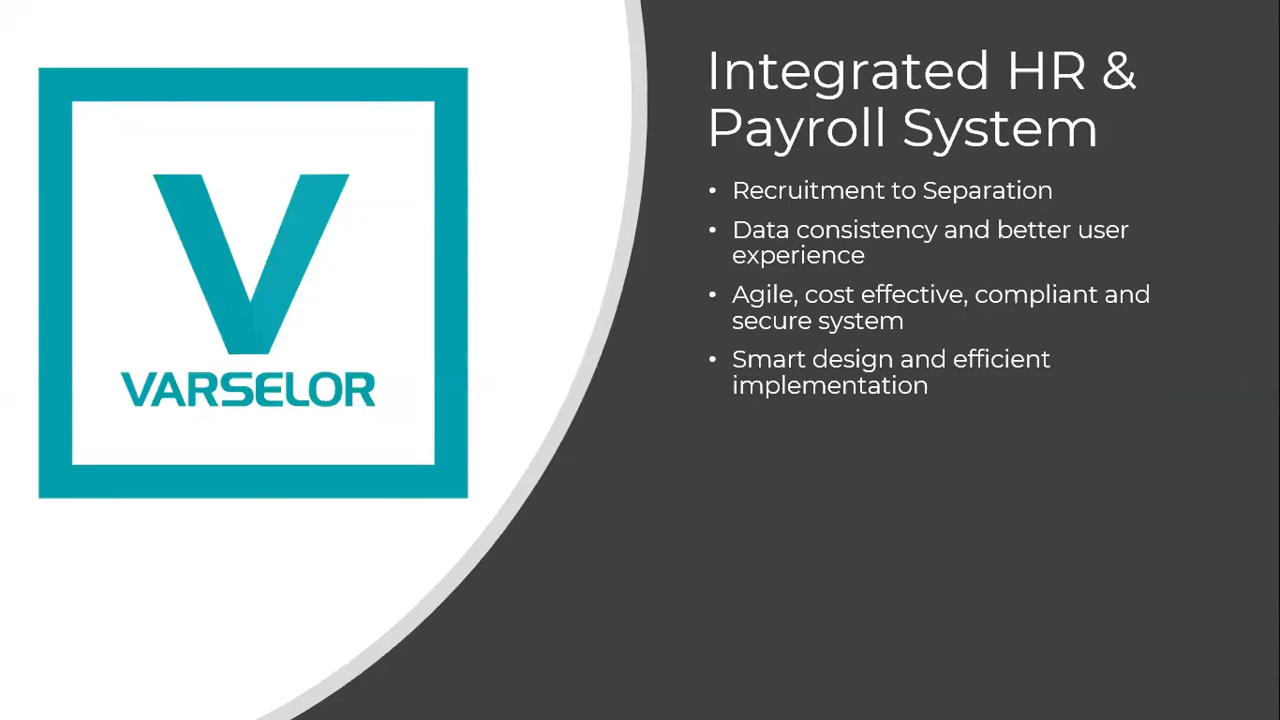 V
VARSELOR
Integrated HR &
Payroll System
• Recruitment to Separation
• Data consistency and better user
experience
• Agile, cost effective, compliant and
secure system
• Smart design and efficient
implementation